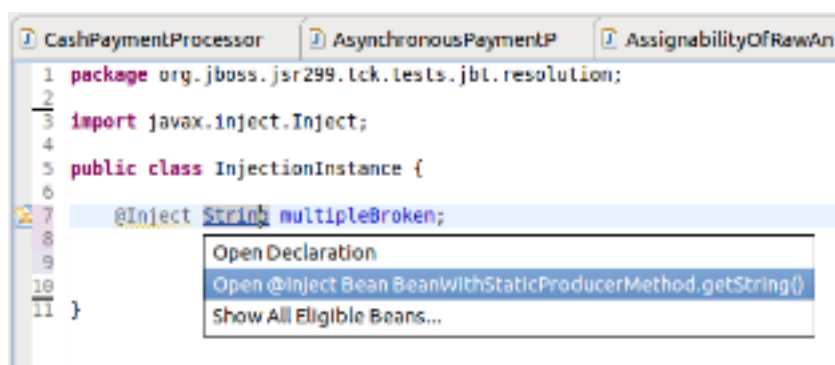 CashPaymentProcessor AsynchronousPaymentP AssignabilityOfRawAn
1 package org.jboss.jsr299.tck.tests.jbt.resolution;
2
3 import javax.inject.Inject;
4
5 public class InjectionInstance {
6
7 @Inject String multipleBroken;
8
Open Declaration
9
Open @Inject Bean BeanWithStaticProducerMethod.getString()
10
Show All Eligible Beans...
11 }